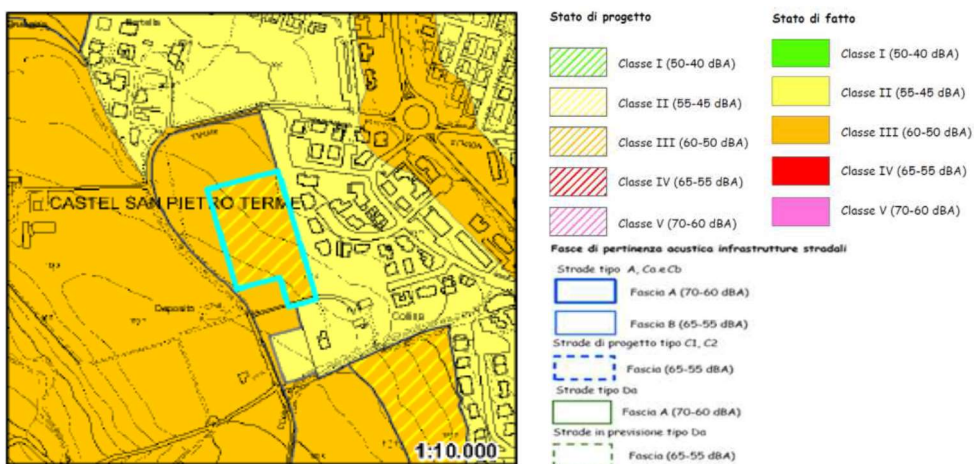 Bertella
CASTEL SAN PIETRO TERME
Deposito
Collina
1:10.000
Stato di progetto
Classe I (50-40 dBA)
Classe II (55-45 dBA)
Classe III (60-50 dBA)
Classe IV (65-55 dBA)
Classe V (70-60 dBA)
Stato di fatto
Classe I (50-40 dBA)
Classe II (55-45 dBA)
Classe III (60-50 dBA)
Classe IV (65-55 dBA)
Classe V (70-60 dBA)
Fasce di pertinenza acustica infrastrutture stradali
Strade tipo A, Ca e Cb
Fascia A (70-60 dBA)
Fascia B (65-55 dBA)
Strade di progetto tipo C1, C2
Fascia (65-55 dBA)
Strade tipo Da
Fascia A (70-60 dBA)
Strade in previsione tipo Da
Fascia (65-55 dBA)